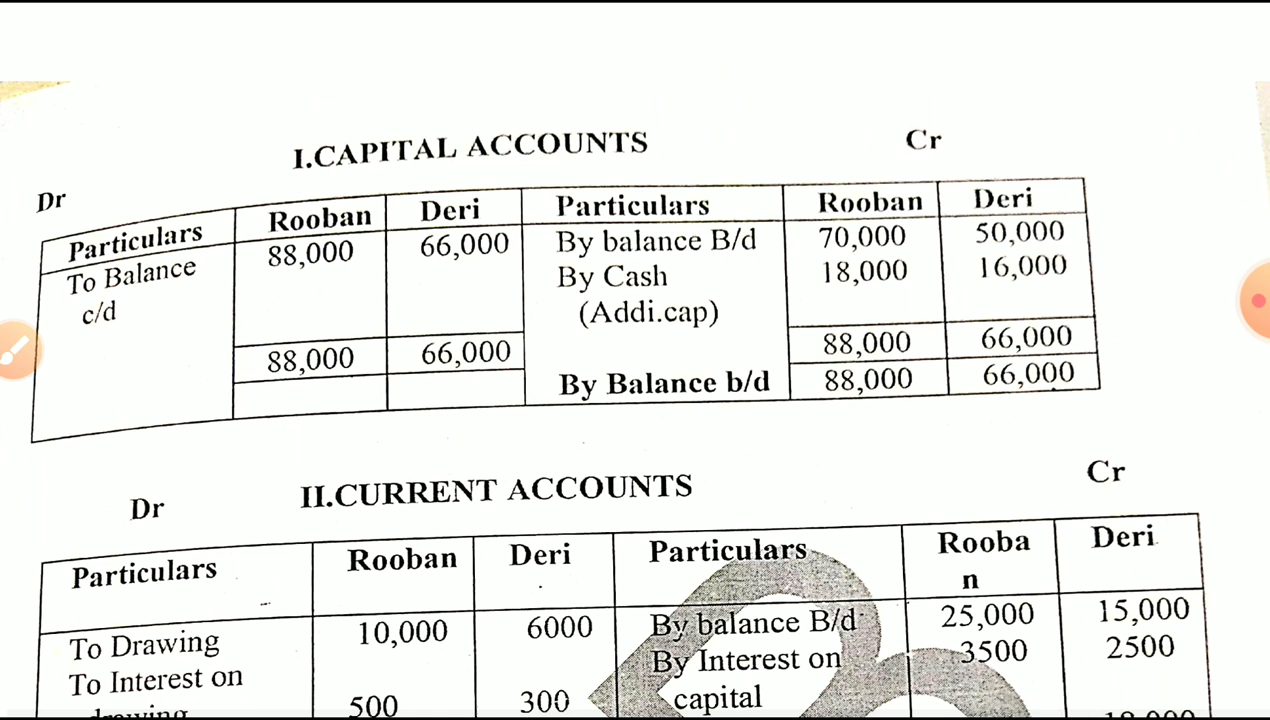 I.CAPITAL ACCOUNTS
Cr
Dr
Particulars Rooban Deri Particulars Rooban Deri
To Balance 88,000 66,000 By balance B/d 70,000 50,000
c/d By Cash 18,000 16,000
(Addi.cap)
88,000 66,000 88,000 66,000
By Balance b/d 88,000 66,000
Dr
II.CURRENT ACCOUNTS
Cr
Particulars Rooban Deri Particulars Rooba Deri
n
To Drawing 10,000 6000 By balance B/d 25,000 15,000
To Interest on By Interest on 3500 2500
drawing 500 300 capital